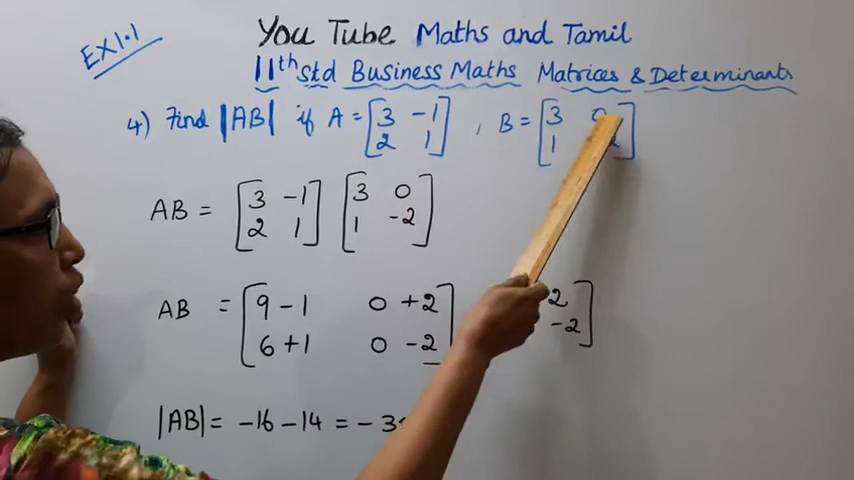 EX1.1
You Tube Maths and Tamil
11th std Business Maths Matrices & Determinants
4) Find |AB| if A = [3 -1 , B = [3 0
2 1] 1 2]
AB = [3 -1 [3 0
2 1] 1 -2]
AB = [9 -1 0 +2 2
6 +1 0 -2] -2]
|AB| = -16 -14 = -3